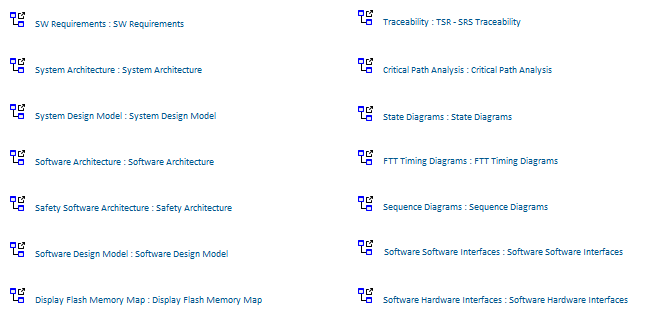 SW Requirements : SW Requirements
System Architecture : System Architecture
System Design Model : System Design Model
Software Architecture : Software Architecture
Safety Software Architecture : Safety Architecture
Software Design Model : Software Design Model
Display Flash Memory Map : Display Flash Memory Map
Traceability : TSR - SRS Traceability
Critical Path Analysis : Critical Path Analysis
State Diagrams : State Diagrams
FTT Timing Diagrams : FTT Timing Diagrams
Sequence Diagrams : Sequence Diagrams
Software Software Interfaces : Software Software Interfaces
Software Hardware Interfaces : Software Hardware Interfaces